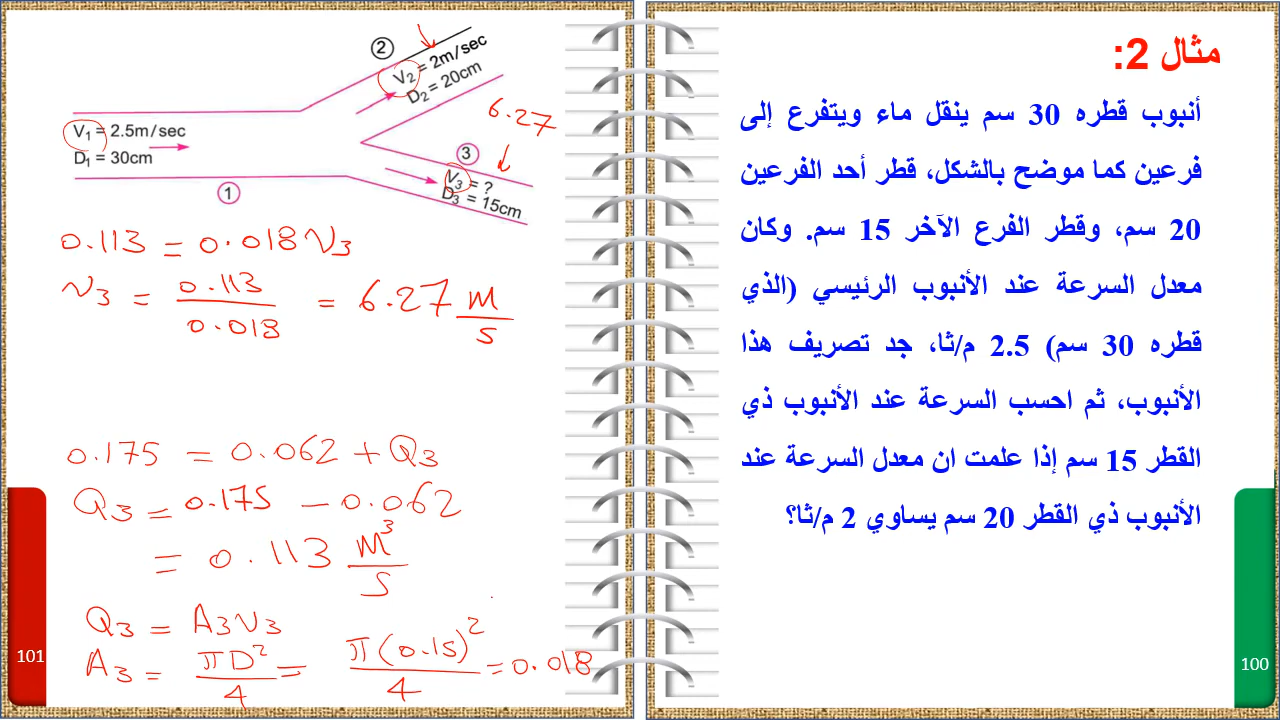 مثال 2:
أنبوب قطره 30 سم ينقل ماء ويتفرع إلى
فرعين كما موضح بالشكل، قطر أحد الفرعين
20 سم، وقطر الفرع الآخر 15 سم. وكان
معدل السرعة عند الأنبوب الرئيسي (الذي
قطره 30 سم) 2.5 م/ثا، جد تصريف هذا
الأنبوب، ثم احسب السرعة عند الأنبوب ذي
القطر 15 سم إذا علمت ان معدل السرعة عند
الأنبوب ذي القطر 20 سم يساوي 2 م/ثا؟
100
②
V₂ = 2m/sec
D₂ = 20cm
6.27
V₁ = 2.5m/sec
D₁ = 30cm
①
③
V₃ = ?
D₃ = 15cm
0.113 = 0.018 V₃
V₃ = 0.113/0.018 = 6.27 m/s
0.175 = 0.062 + Q₃
Q₃ = 0.175 – 0.062
= 0.113 m³/s
Q₃ = A₃V₃
A₃ = πD²/4 = π(0.15)²/4 = 0.018
101